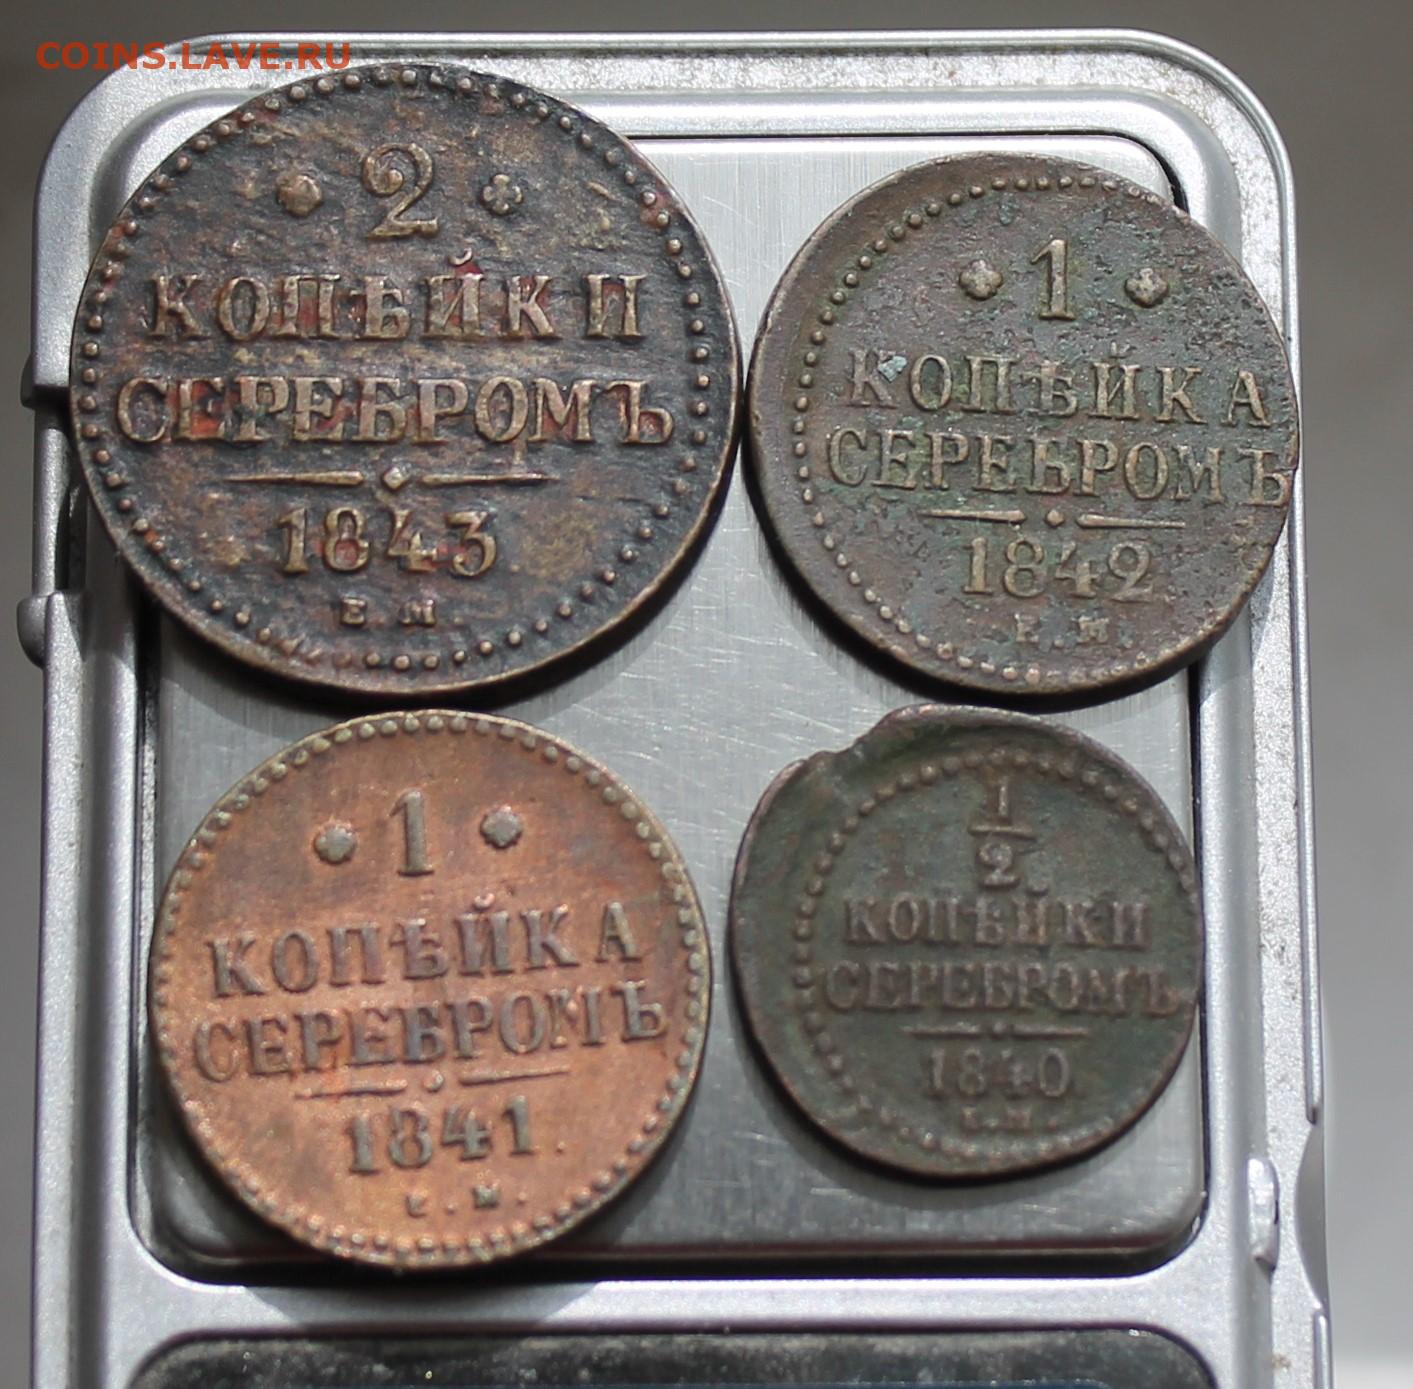 COINS.LAVE.RU
2
КОПѢЙКИ
СЕРЕБРОМЪ
1843
Е.М.
1
КОПѢЙКА
СЕРЕБРОМЪ
1842
Е.М.
1
КОПѢЙКА
СЕРЕБРОМЪ
1841.
Е.М.
1
2
КОПѢЙКИ
СЕРЕБРОМЪ
1840.
Е.М.